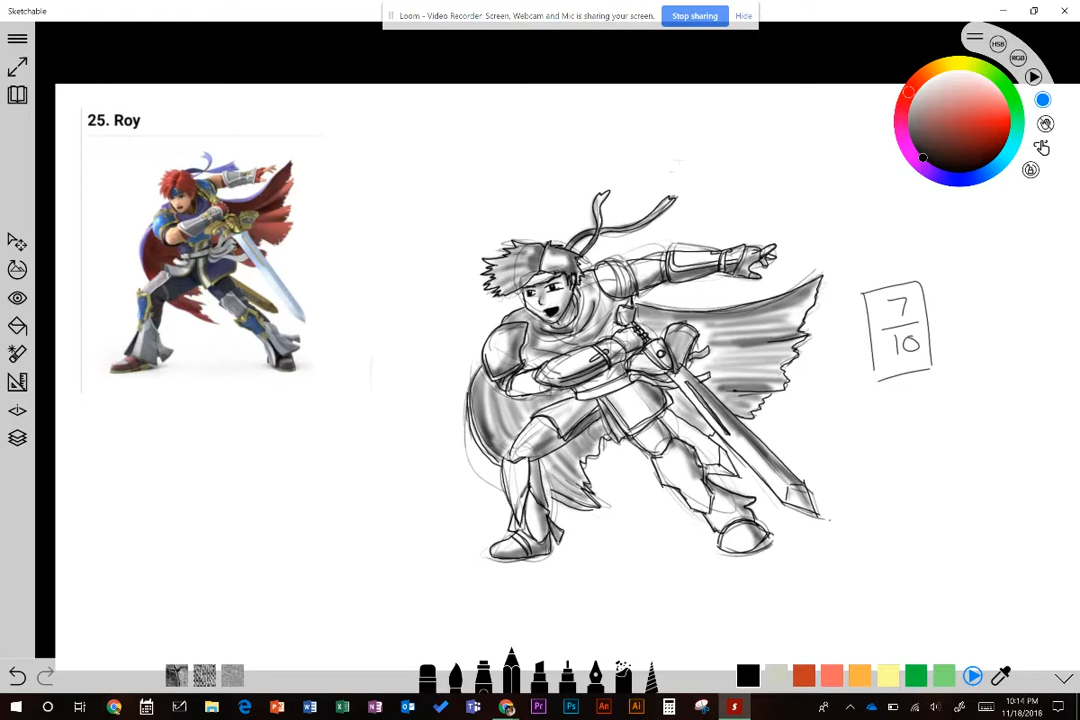 Sketchable
Loom - Video Recorder: Screen, Webcam and Mic is sharing your screen.
Stop sharing
Hide
HSB
RGB
25. Roy
7
10
10:14 PM
11/18/2016